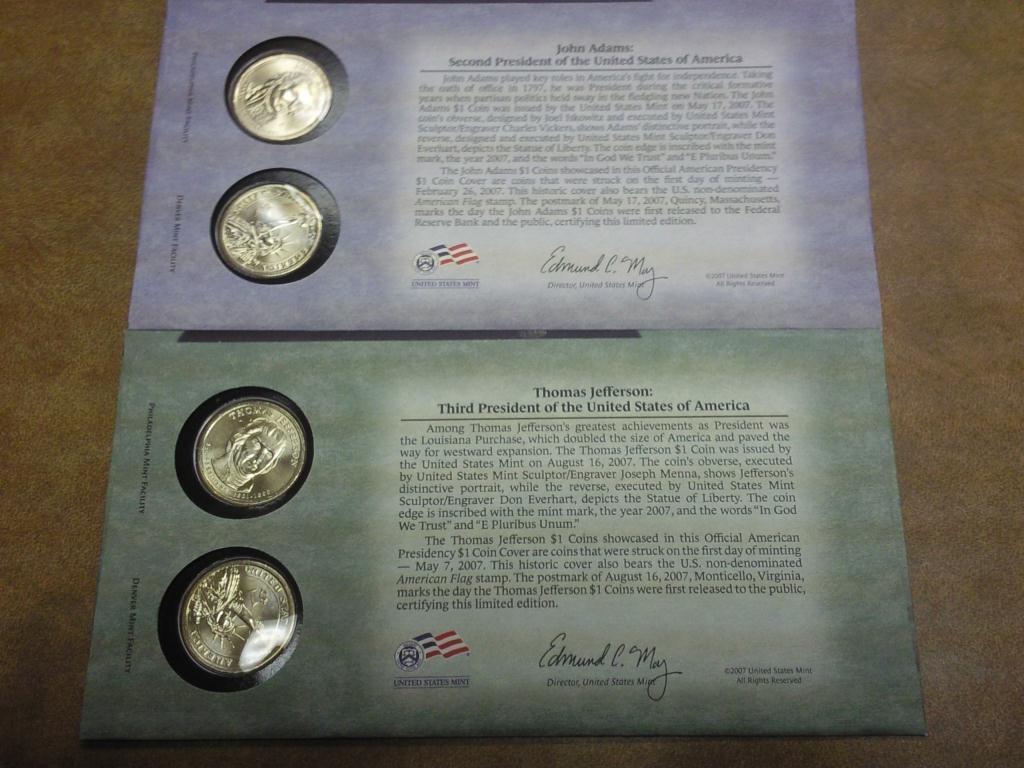 John Adams:
Second President of the United States of America
John Adams played key roles in America's fight for independence. Taking
the oath of office in 1797, he was President during the critical formative
years when partisan politics held sway in the fledgling new Nation. The John
Adams $1 Coin was issued by the United States Mint on May 17, 2007. The
coin's obverse, designed by Joel Iskowitz and executed by United States Mint
Sculptor/Engraver Charles Vickers, shows Adams' distinctive portrait, while the
reverse, designed and executed by United States Mint Sculptor/Engraver Don
Everhart, depicts the Statue of Liberty. The coin edge is inscribed with the mint
mark, the year 2007, and the words “In God We Trust” and “E Pluribus Unum.”
The John Adams $1 Coins showcased in this Official American Presidency
$1 Coin Cover are coins that were struck on the first day of minting —
February 26, 2007. This historic cover also bears the U.S. non-denominated
American Flag stamp. The postmark of May 17, 2007, Quincy, Massachusetts,
marks the day the John Adams $1 Coins were first released to the Federal
Reserve Bank and the public, certifying this limited edition.
UNITED STATES MINT
Edmund C. Moy
Director, United States Mint
©2007 United States Mint
All Rights Reserved
PHILADELPHIA MINT FACILITY
DENVER MINT FACILITY
Thomas Jefferson:
Third President of the United States of America
Among Thomas Jefferson's greatest achievements as President was
the Louisiana Purchase, which doubled the size of America and paved the
way for westward expansion. The Thomas Jefferson $1 Coin was issued by
the United States Mint on August 16, 2007. The coin's obverse, executed
by United States Mint Sculptor/Engraver Joseph Menna, shows Jefferson's
distinctive portrait, while the reverse, executed by United States Mint
Sculptor/Engraver Don Everhart, depicts the Statue of Liberty. The coin
edge is inscribed with the mint mark, the year 2007, and the words “In God
We Trust” and “E Pluribus Unum.”
The Thomas Jefferson $1 Coins showcased in this Official American
Presidency $1 Coin Cover are coins that were struck on the first day of minting
— May 7, 2007. This historic cover also bears the U.S. non-denominated
American Flag stamp. The postmark of August 16, 2007, Monticello, Virginia,
marks the day the Thomas Jefferson $1 Coins were first released to the public,
certifying this limited edition.
UNITED STATES MINT
Edmund C. Moy
Director, United States Mint
©2007 United States Mint
All Rights Reserved
PHILADELPHIA MINT FACILITY
THOMAS JEFFERSON
1801-1809
DENVER MINT FACILITY
UNITED STATES
AMERICA